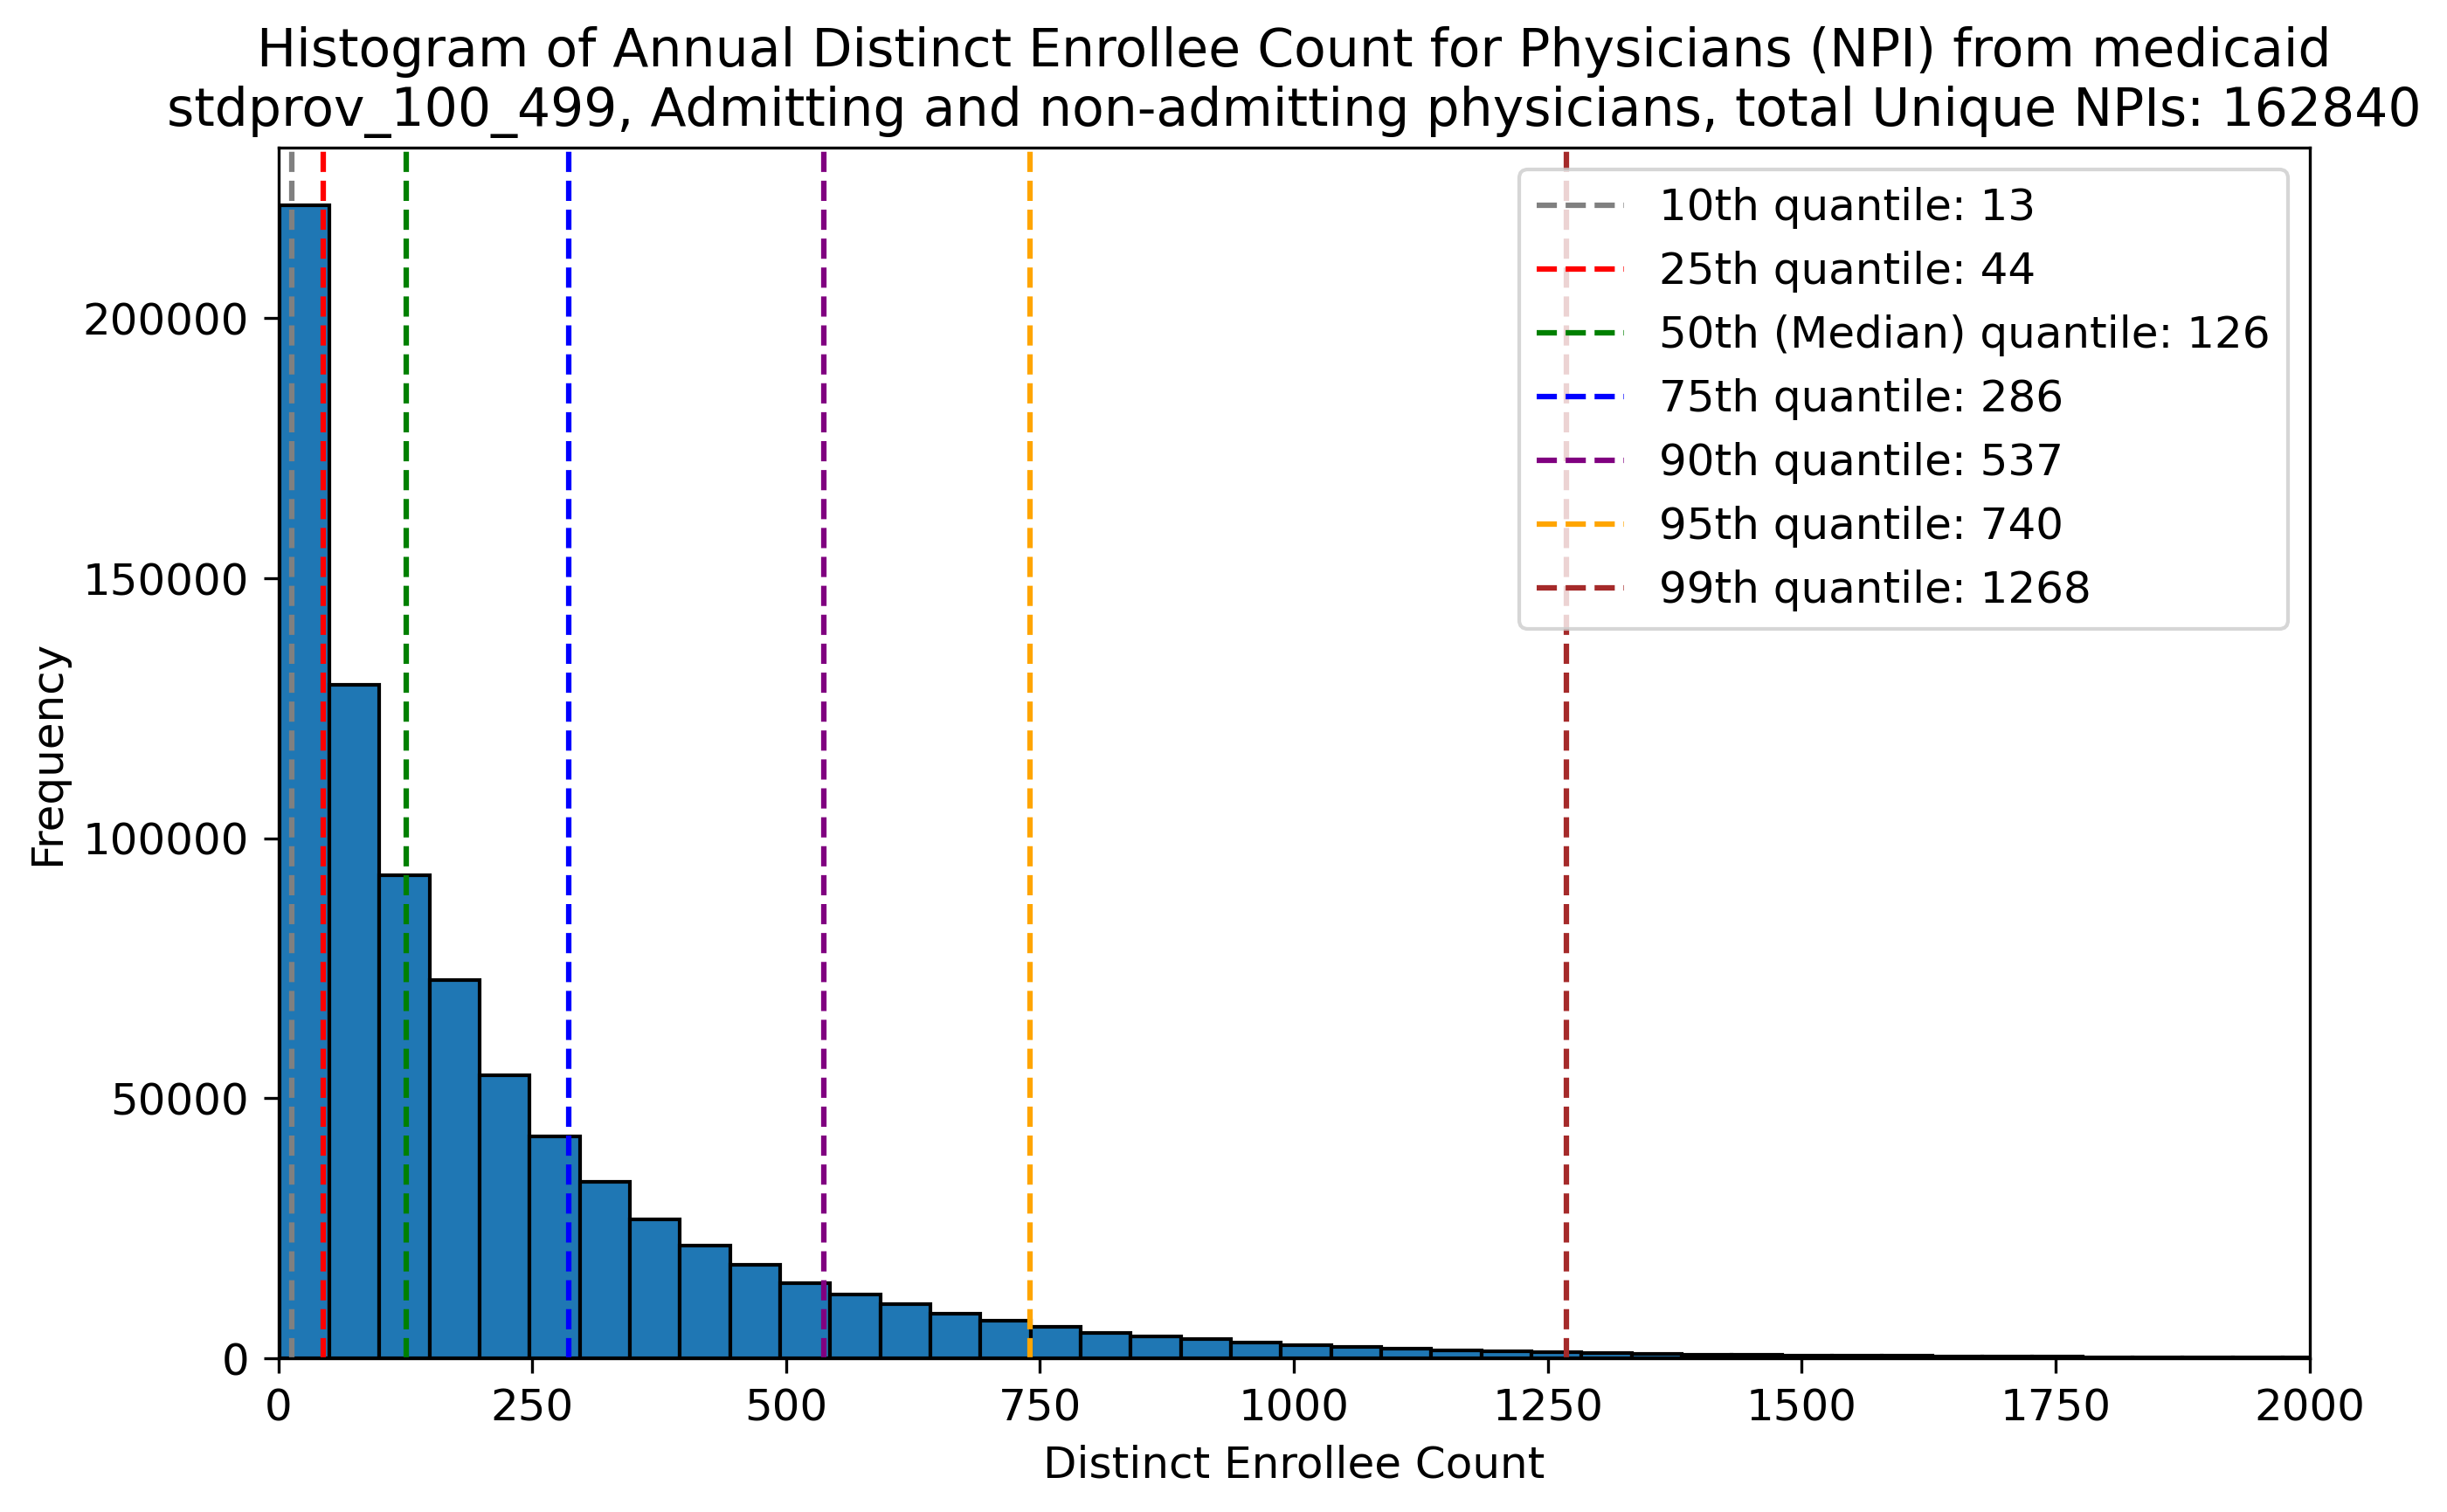 Histogram of Annual Distinct Enrollee Count for Physicians (NPI) from medicaid
stdprov_100_499, Admitting and non-admitting physicians, total Unique NPIs: 162840
10th quantile: 13
25th quantile: 44
50th (Median) quantile: 126
75th quantile: 286
90th quantile: 537
95th quantile: 740
99th quantile: 1268
Frequency
200000
150000
100000
50000
0
0 250 500 750 1000 1250 1500 1750 2000
Distinct Enrollee Count